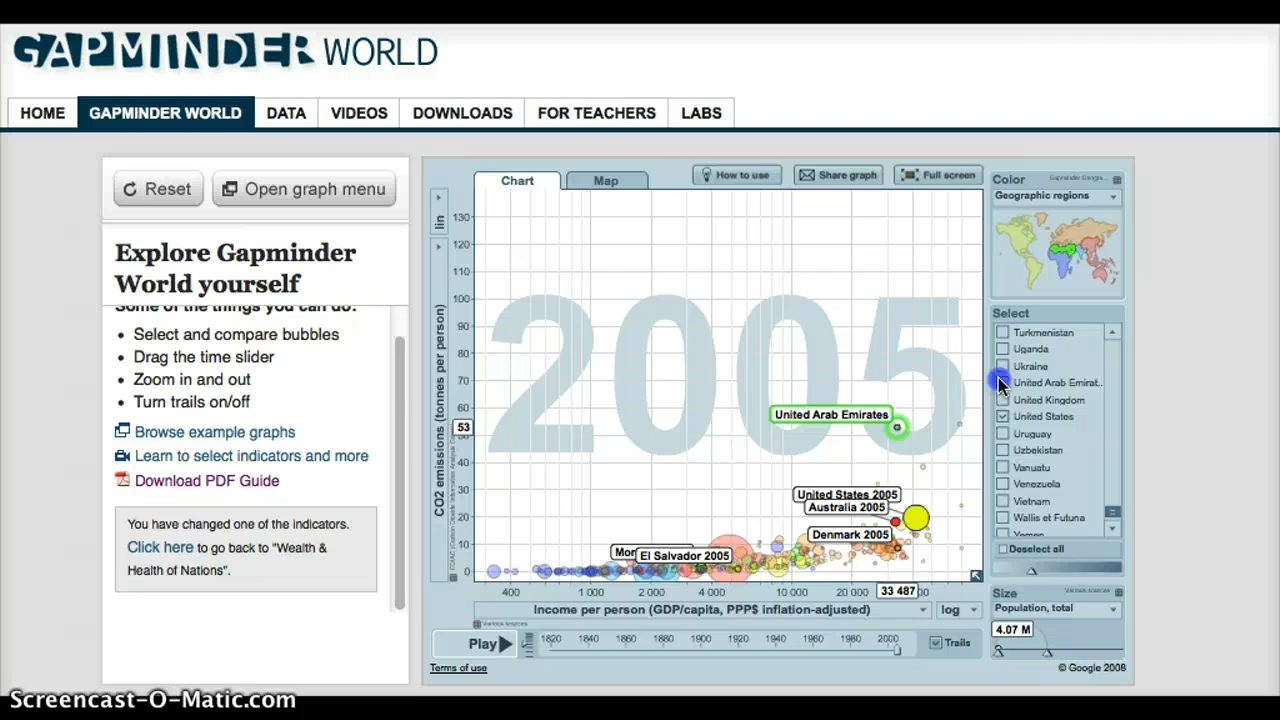 GAPMINDER WORLD
HOME GAPMINDER WORLD DATA VIDEOS DOWNLOADS FOR TEACHERS LABS
Reset Open graph menu
Explore Gapminder
World yourself
Some of the things you can do:
• Select and compare bubbles
• Drag the time slider
• Zoom in and out
• Turn trails on/off
Browse example graphs
Learn to select indicators and more
Download PDF Guide
You have changed one of the indicators.
Click here to go back to "Wealth &
Health of Nations".
Chart Map How to use Share graph Full screen
lin
CO2 emissions (tonnes per person)
130
120
110
100
90
80
70
60
53
50
40
30
20
10
0
2005
United Arab Emirates
United States 2005
Australia 2005
Denmark 2005
Mor
El Salvador 2005
400 1 000 2 000 4 000 10 000 20 000 33 487
Income per person (GDP/capita, PPP$ inflation-adjusted) log
Various sources
Play 1820 1840 1860 1880 1900 1920 1940 1960 1980 2000 Trails
Terms of use
Color
Geographic regions
Select
Turkmenistan
Uganda
Ukraine
United Arab Emirat..
United Kingdom
United States
Uruguay
Uzbekistan
Vanuatu
Venezuela
Vietnam
Wallis et Futuna
Yemen
Deselect all
Size Various sources
Population, total
4.07 M
© Google 2008
Screencast-O-Matic.com